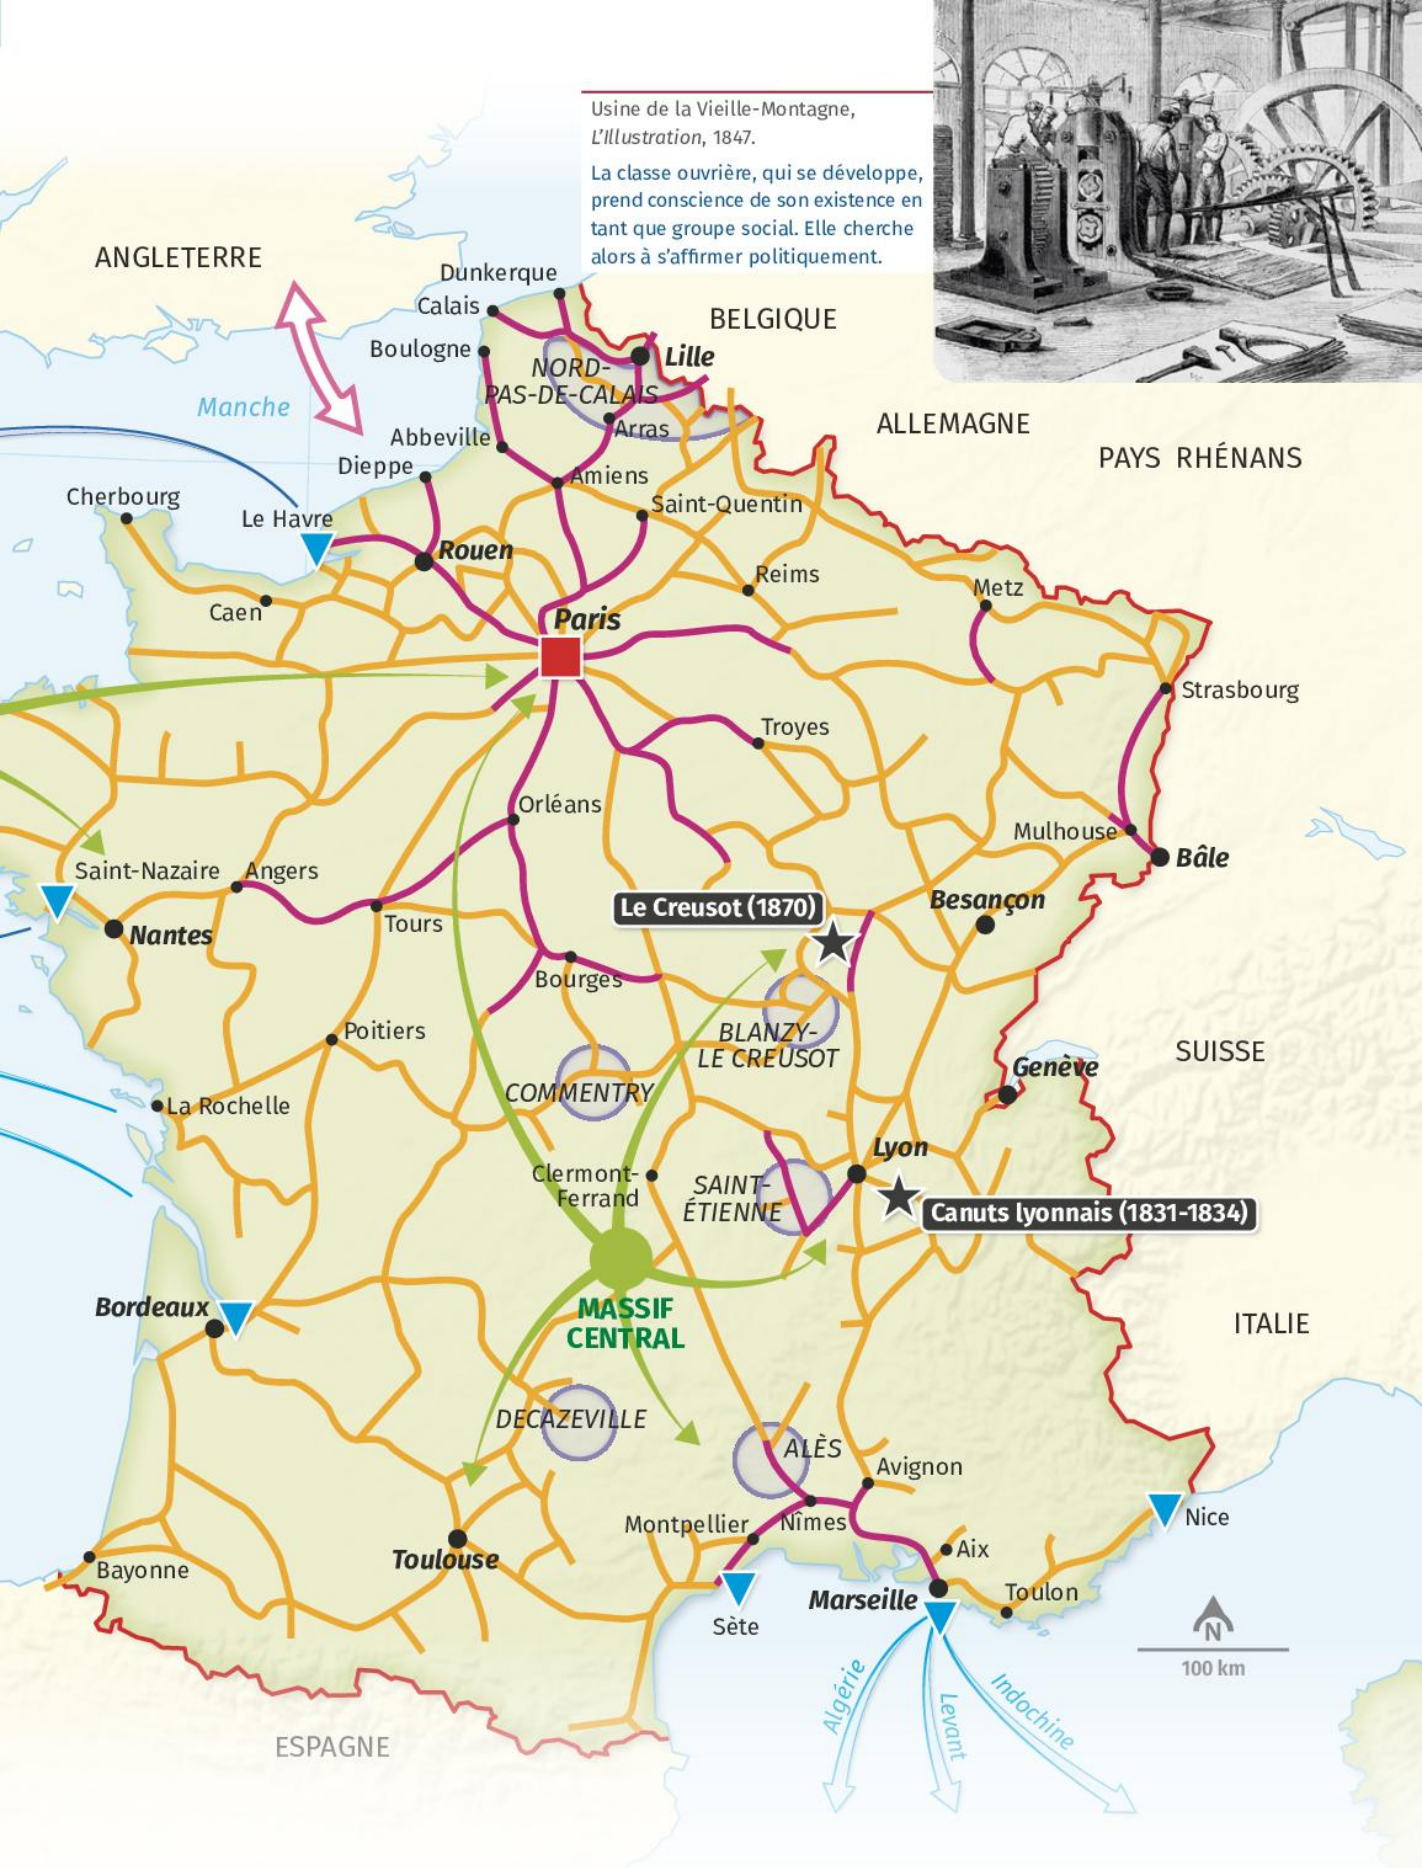 Usine de la Vieille-Montagne,
L'Illustration, 1847.
La classe ouvrière, qui se développe,
prend conscience de son existence en
tant que groupe social. Elle cherche
alors à s'affirmer politiquement.
ANGLETERRE
Dunkerque
Calais
BELGIQUE
Boulogne
Lille
NORD-
PAS-DE-CALAIS
Manche
ALLEMAGNE
Arras
Abbeville
PAYS RHÉNANS
Dieppe
Amiens
Cherbourg
Saint-Quentin
Le Havre
Rouen
Reims
Metz
Caen
Paris
Strasbourg
Troyes
Orléans
Mulhouse
Bâle
Saint-Nazaire
Angers
Besançon
Le Creusot (1870)
Tours
Nantes
Bourges
Poitiers
BLANZY-
LE CREUSOT
SUISSE
Genève
COMMENTRY
La Rochelle
Lyon
Clermont-
Ferrand
SAINT-
ÉTIENNE
Canuts lyonnais (1831-1834)
Bordeaux
MASSIF
CENTRAL
ITALIE
DECAZEVILLE
ALÈS
Avignon
Nice
Montpellier
Nîmes
Aix
Toulouse
Bayonne
Marseille
Toulon
Sète
N
100 km
Algérie
Levant
Indochine
ESPAGNE